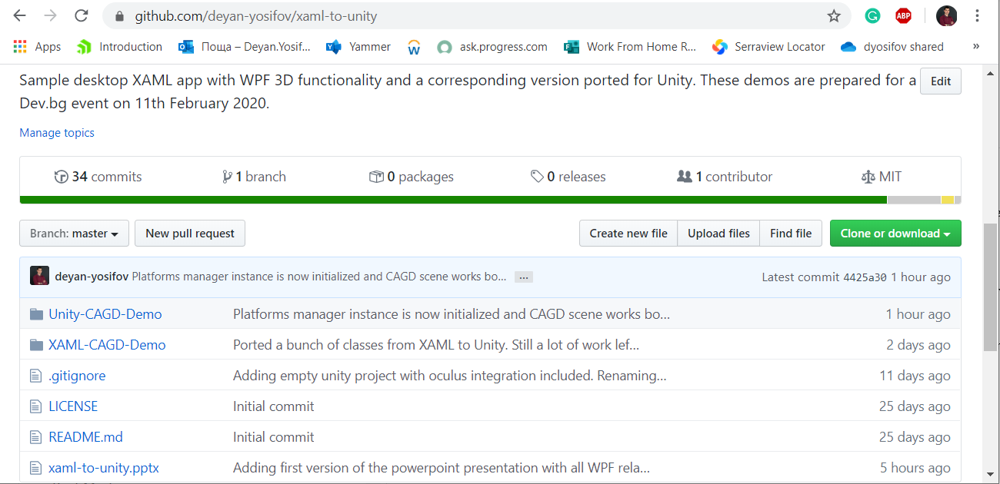 github.com/deyan-yosifov/xaml-to-unity
ABP
Apps Introduction Поща – Deyan.Yosif... Yammer ask.progress.com Work From Home R... Serraview Locator dyosifov shared »
Sample desktop XAML app with WPF 3D functionality and a corresponding version ported for Unity. These demos are prepared for a Edit
Dev.bg event on 11th February 2020.
Manage topics
34 commits 1 branch 0 packages 0 releases 1 contributor MIT
Branch: master New pull request Create new file Upload files Find file Clone or download
deyan-yosifov Platforms manager instance is now initialized and CAGD scene works bo... ... Latest commit 4425a30 1 hour ago
Unity-CAGD-Demo Platforms manager instance is now initialized and CAGD scene works bo... 1 hour ago
XAML-CAGD-Demo Ported a bunch of classes from XAML to Unity. Still a lot of work lef... 2 days ago
.gitignore Adding empty unity project with oculus integration included. Renaming... 11 days ago
LICENSE Initial commit 25 days ago
README.md Initial commit 25 days ago
xaml-to-unity.pptx Adding first version of the powerpoint presentation with all WPF rela... 5 hours ago